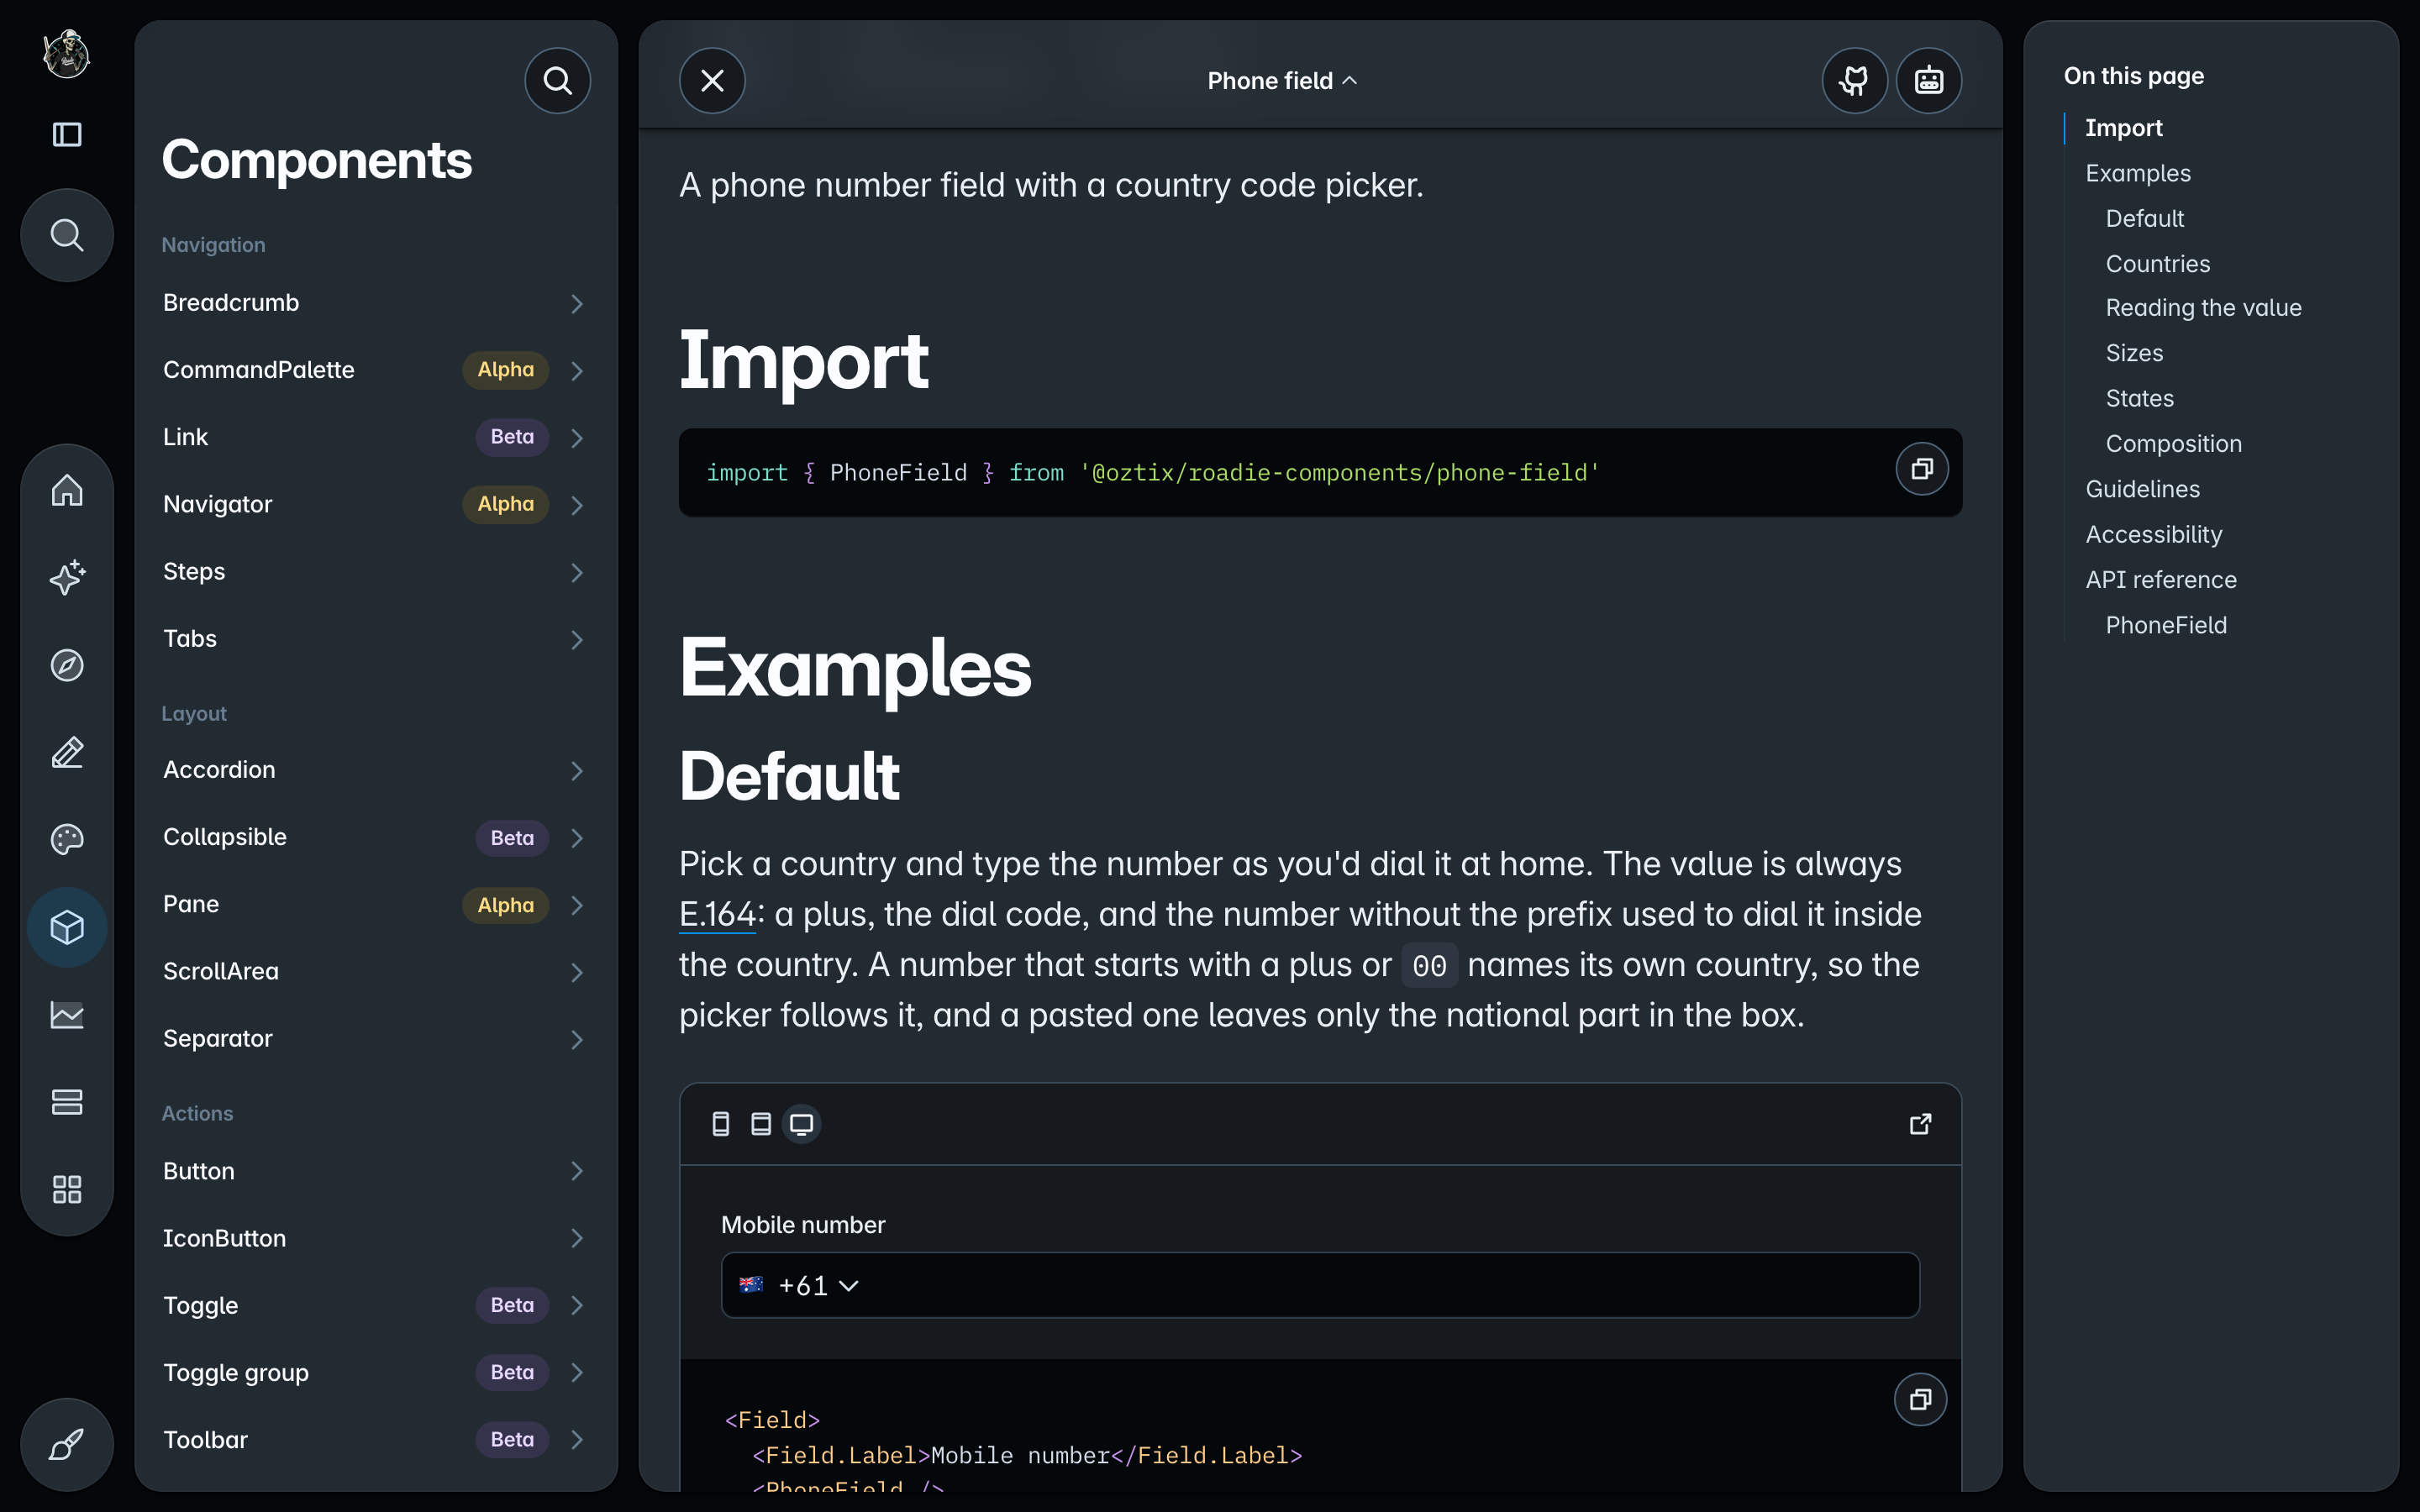 Components
Navigation
Breadcrumb
CommandPalette Alpha
Link Beta
Navigator Alpha
Steps
Tabs
Layout
Accordion
Collapsible Beta
Pane Alpha
ScrollArea
Separator
Actions
Button
IconButton
Toggle Beta
Toggle group Beta
Toolbar Beta
Phone field
A phone number field with a country code picker.
Import
import { PhoneField } from '@oztix/roadie-components/phone-field'
Examples
Default
Pick a country and type the number as you'd dial it at home. The value is always
E.164: a plus, the dial code, and the number without the prefix used to dial it inside
the country. A number that starts with a plus or 00 names its own country, so the
picker follows it, and a pasted one leaves only the national part in the box.
Mobile number
+61
<Field>
<Field.Label>Mobile number</Field.Label>
<PhoneField />
On this page
Import
Examples
Default
Countries
Reading the value
Sizes
States
Composition
Guidelines
Accessibility
API reference
PhoneField